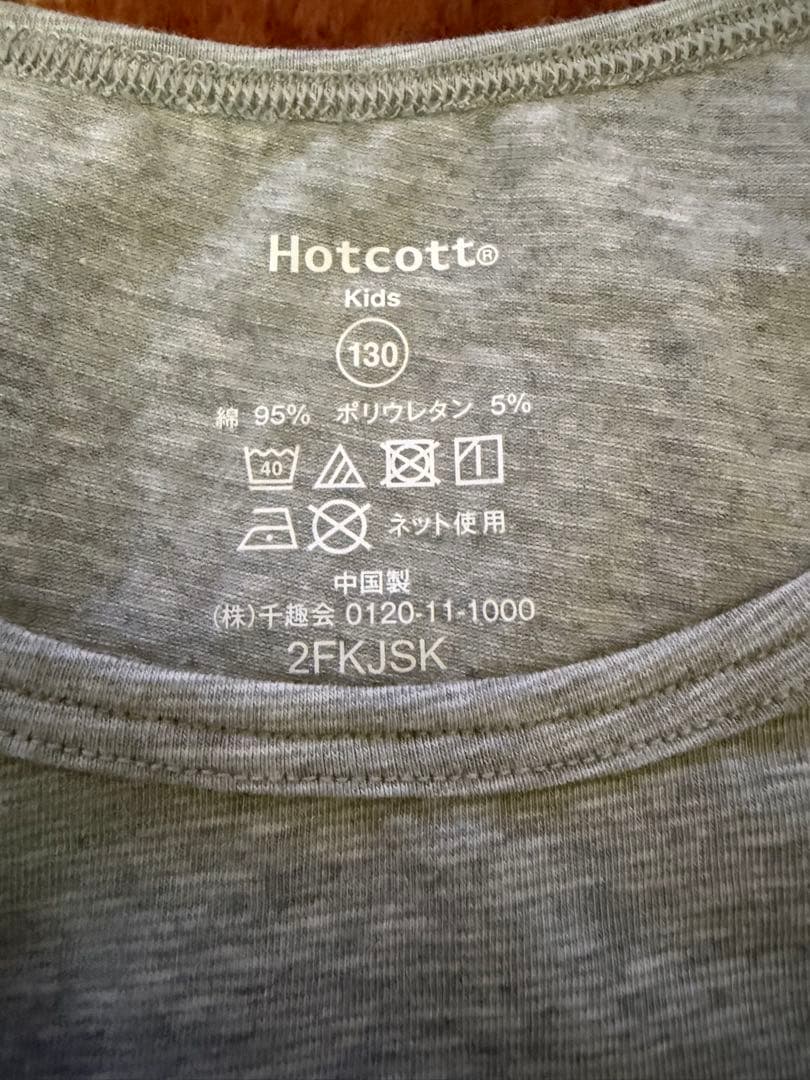 Hotcott®
Kids
130
綿 95% ポリウレタン 5%
40
ネット使用
中国製
(株)千趣会 0120-11-1000
2FKJSK